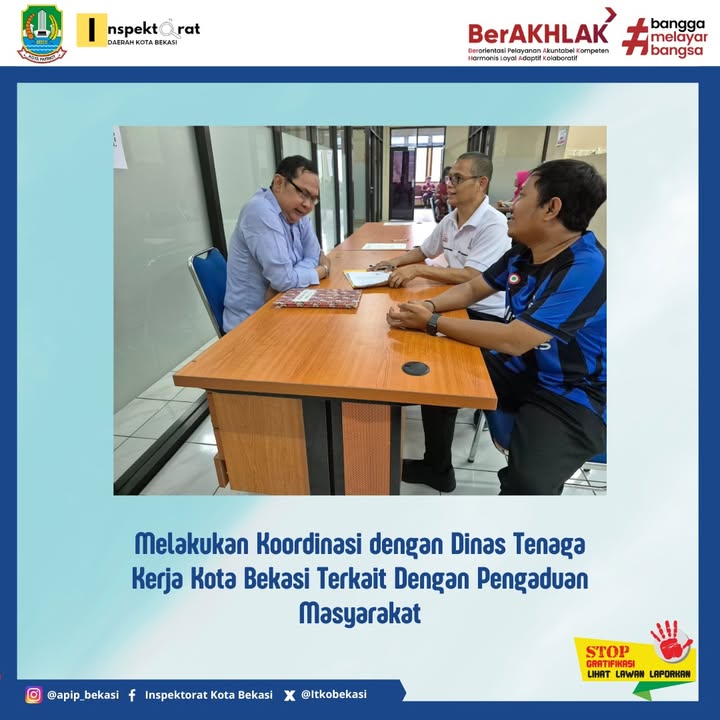 KOTA PATRIOT
Inspektorat
DAERAH KOTA BEKASI
BerAKHLAK
Berorientasi Pelayanan Akuntabel Kompeten
Harmonis Loyal Adaptif Kolaboratif
#bangga
melayani
bangsa
Melakukan Koordinasi dengan Dinas Tenaga
Kerja Kota Bekasi Terkait Dengan Pengaduan
Masyarakat
STOP
GRATIFIKASI
LIHAT LAWAN LAPORKAN
@apip_bekasi
Inspektorat Kota Bekasi
@Itkobekasi